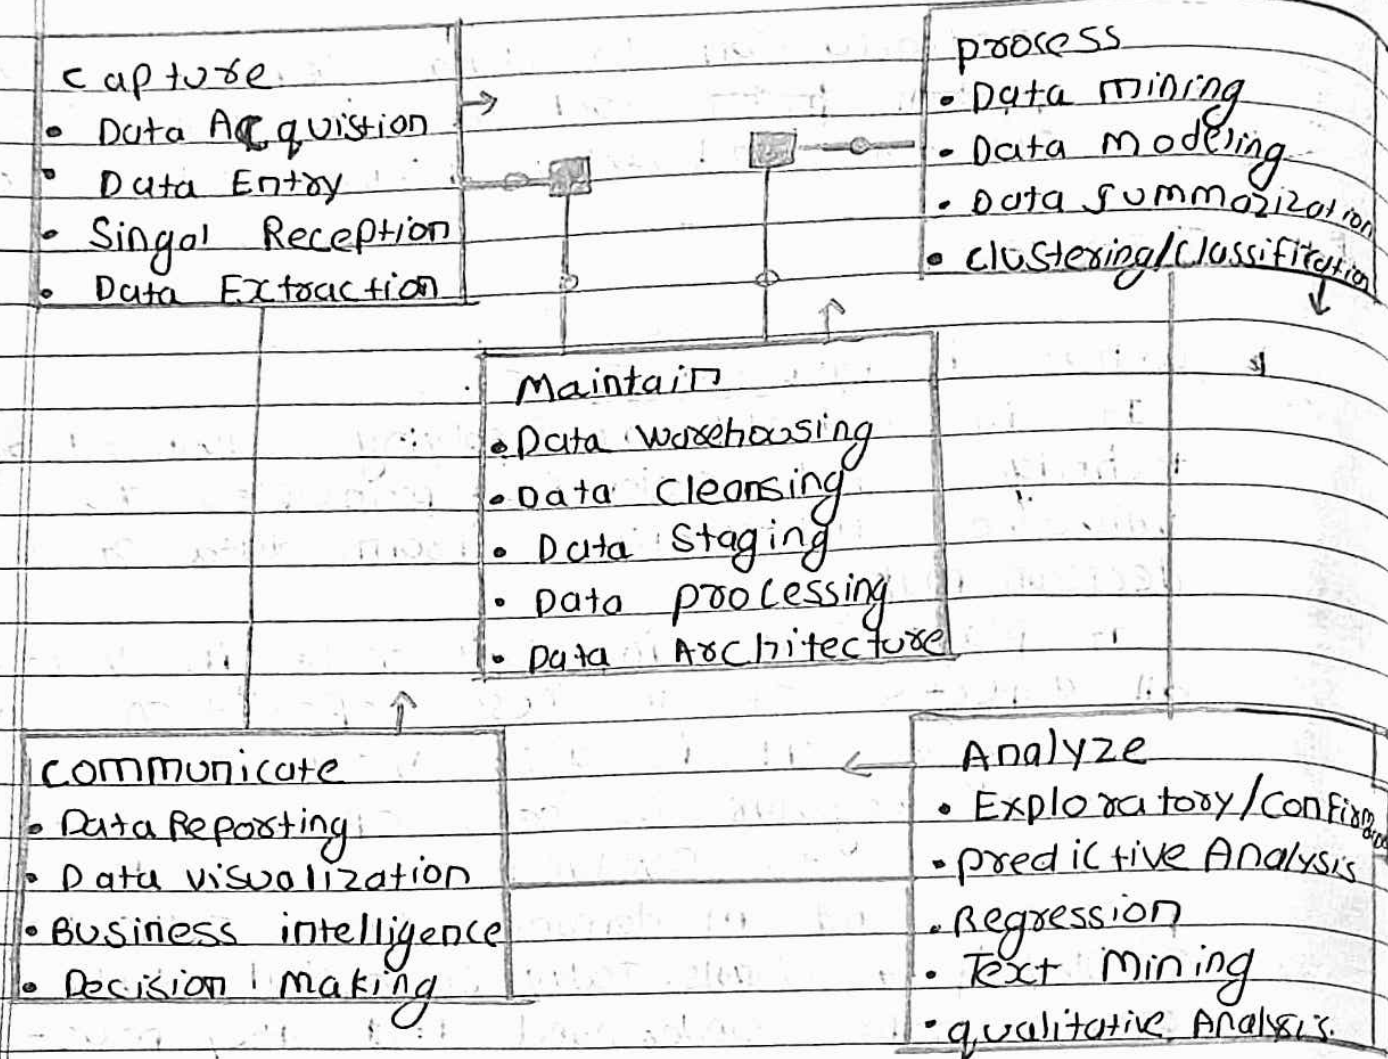 Capture
• Data Acquistion
• Data Entry
• Singal Reception
• Data Extraction
process
• Data mining
• Data Modeling
• Data summarization
• clustering/Classification
Maintain
• Data warehousing
• Data cleansing
• Data Staging
• Data processing
• Data Architecture
communicate
• Data Reporting
• Data visualization
• Business intelligence
• Decision Making
Analyze
• Exploratory/
• predictive Analysis
• Regression
• Text Mining
• qualitative Analysis.